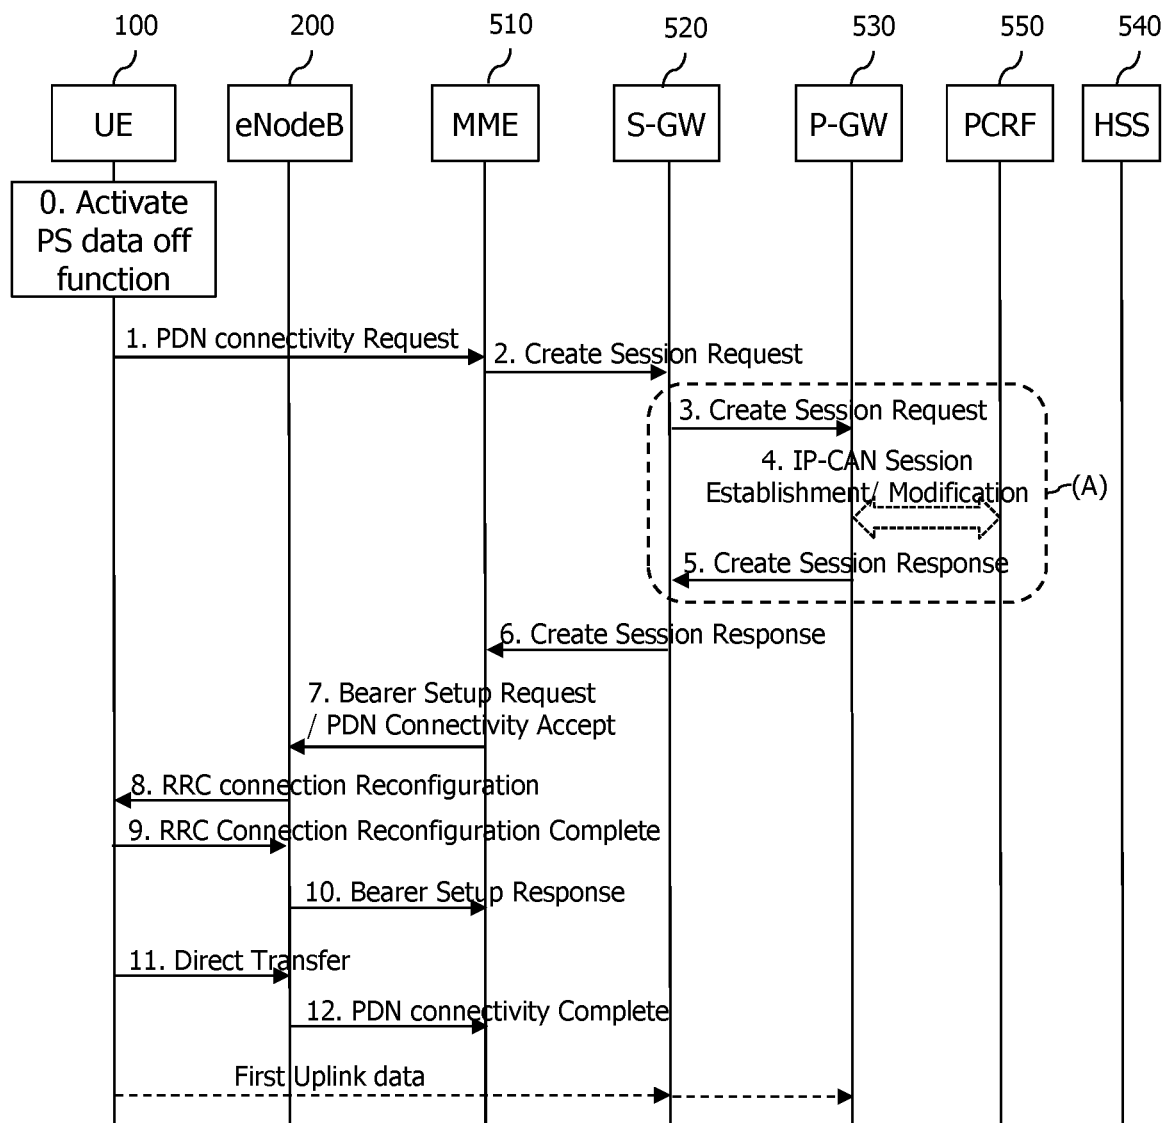 100 200 510 520 530 550 540
UE eNodeB MME S-GW P-GW PCRF HSS
0. Activate
PS data off
function
1. PDN connectivity Request
2. Create Session Request
3. Create Session Request
4. IP-CAN Session
Establishment/ Modification
(A)
5. Create Session Response
6. Create Session Response
7. Bearer Setup Request
/ PDN Connectivity Accept
8. RRC connection Reconfiguration
9. RRC Connection Reconfiguration Complete
10. Bearer Setup Response
11. Direct Transfer
12. PDN connectivity Complete
First Uplink data